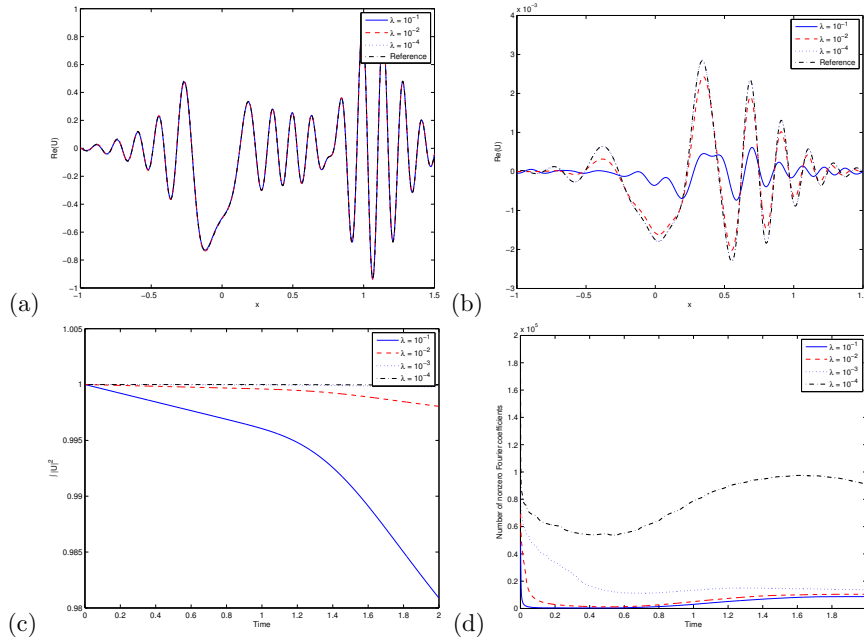 1
0.8
0.6
0.4
0.2
0
−0.2
−0.4
−0.6
−0.8
−1
−1
−0.5
0
0.5
1
1.5
Re(U)
x
λ = 10⁻¹
λ = 10⁻²
λ = 10⁻⁴
Reference
(a)
x 10⁻³
4
3
2
1
0
−1
−2
−3
−1
−0.5
0
0.5
1
1.5
Re(U)
x
λ = 10⁻¹
λ = 10⁻²
λ = 10⁻⁴
Reference
(b)
1.005
1
0.995
0.99
0.985
0.98
0
0.2
0.4
0.6
0.8
1
1.2
1.4
1.6
1.8
2
∫ |U|²
Time
λ = 10⁻¹
λ = 10⁻²
λ = 10⁻³
λ = 10⁻⁴
(c)
x 10⁵
2
1.8
1.6
1.4
1.2
1
0.8
0.6
0.4
0.2
0
0
0.2
0.4
0.6
0.8
1
1.2
1.4
1.6
1.8
Number of nonzero Fourier coefficients
Time
λ = 10⁻¹
λ = 10⁻²
λ = 10⁻³
λ = 10⁻⁴
(d)